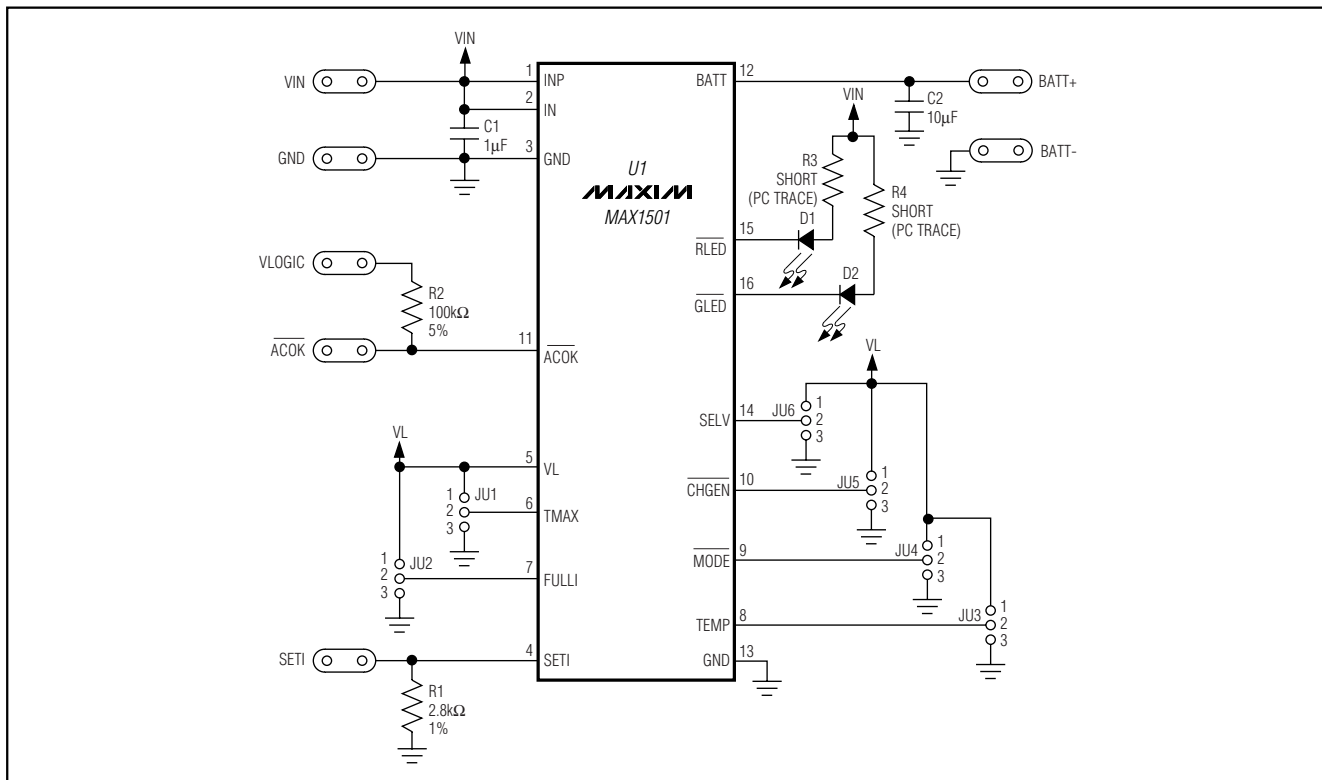 VIN
VIN
1
INP
2
IN
C1
1μF
GND
3
GND
VLOGIC
R2
100kΩ
5%
ACOK
11
ACOK
VL
5
VL
1
2
3
JU1
6
TMAX
1
2
3
JU2
7
FULLI
SETI
4
SETI
R1
2.8kΩ
1%
U1
MAXIM
MAX1501
BATT
12
C2
10μF
BATT+
BATT-
VIN
R3
SHORT
(PC TRACE)
R4
SHORT
(PC TRACE)
RLED
15
D1
GLED
16
D2
VL
SELV
14
JU6
1
2
3
CHGEN
10
JU5
1
2
3
MODE
9
JU4
1
2
3
TEMP
8
JU3
1
2
3
GND
13